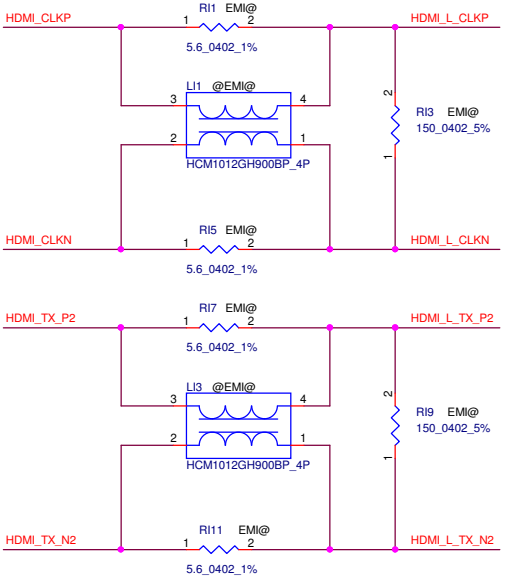 RI1 EMI@
HDMI_CLKP
1 2
HDMI_L_CLKP
5.6_0402_1%
LI1 @EMI@
3 4
2
RI3 EMI@
150_0402_5%
2 1
1
HCM1012GH900BP_4P
RI5 EMI@
HDMI_CLKN
1 2
HDMI_L_CLKN
5.6_0402_1%
RI7 EMI@
HDMI_TX_P2
1 2
HDMI_L_TX_P2
5.6_0402_1%
LI3 @EMI@
3 4
2
RI9 EMI@
150_0402_5%
2 1
1
HCM1012GH900BP_4P
RI11 EMI@
HDMI_TX_N2
1 2
HDMI_L_TX_N2
5.6_0402_1%